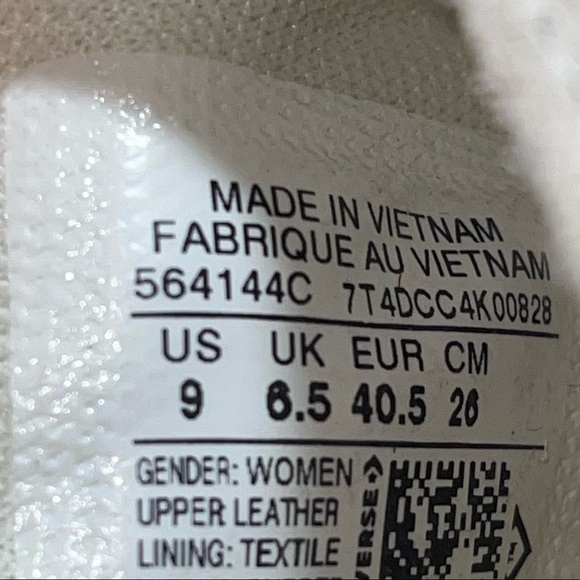 MADE IN VIETNAM
FABRIQUE AU VIETNAM
564144C 7T4DCC4K00828
US UK EUR CM
9 6.5 40.5 26
GENDER: WOMEN
UPPER LEATHER
LINING: TEXTILE
VERSE